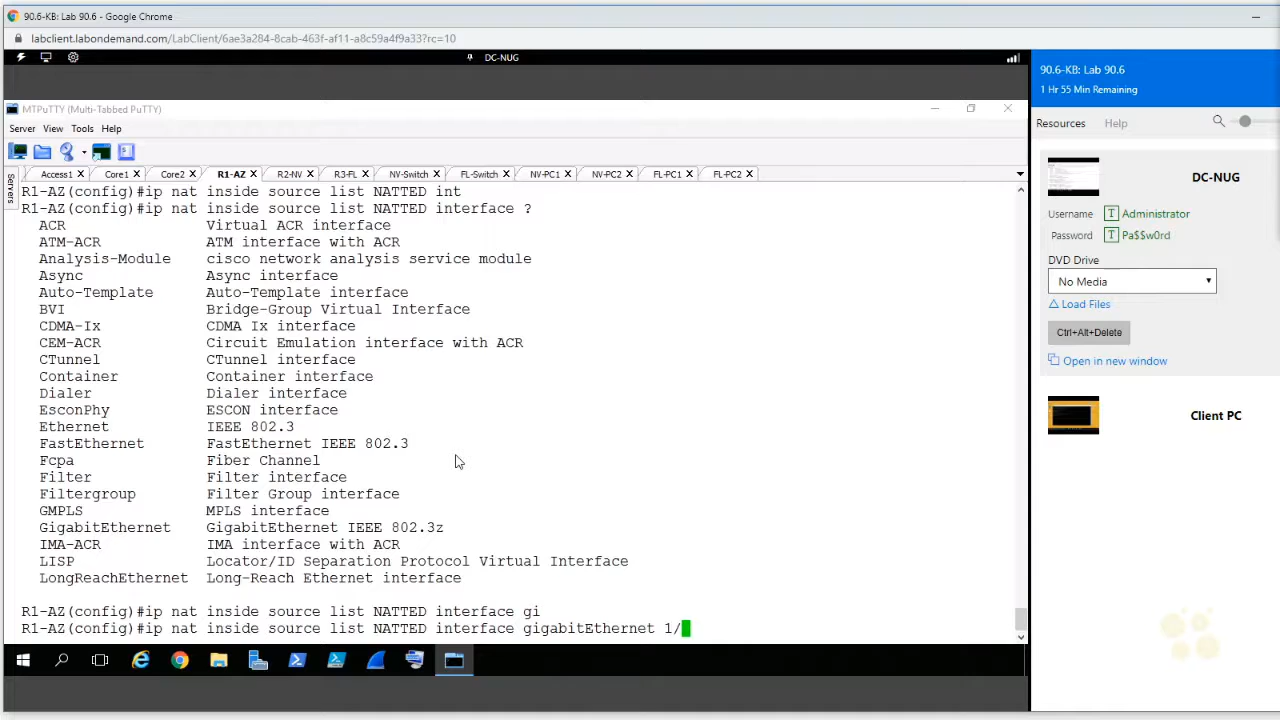 90.6-KB: Lab 90.6 - Google Chrome
labclient.labondemand.com/LabClient/6ae3a284-8cab-463f-af11-a8c59a4f9a33?rc=10
DC-NUG
MTPuTTY (Multi-Tabbed PuTTY)
Server View Tools Help
Servers
Access1 Core1 Core2 R1-AZ R2-NV R3-FL NV-Switch FL-Switch NV-PC1 NV-PC2 FL-PC1 FL-PC2
R1-AZ(config)#ip nat inside source list NATTED int
R1-AZ(config)#ip nat inside source list NATTED interface ?
ACR Virtual ACR interface
ATM-ACR ATM interface with ACR
Analysis-Module cisco network analysis service module
Async Async interface
Auto-Template Auto-Template interface
BVI Bridge-Group Virtual Interface
CDMA-Ix CDMA Ix interface
CEM-ACR Circuit Emulation interface with ACR
CTunnel CTunnel interface
Container Container interface
Dialer Dialer interface
EsconPhy ESCON interface
Ethernet IEEE 802.3
FastEthernet FastEthernet IEEE 802.3
Fcpa Fiber Channel
Filter Filter interface
Filtergroup Filter Group interface
GMPLS MPLS interface
GigabitEthernet GigabitEthernet IEEE 802.3z
IMA-ACR IMA interface with ACR
LISP Locator/ID Separation Protocol Virtual Interface
LongReachEthernet Long-Reach Ethernet interface
R1-AZ(config)#ip nat inside source list NATTED interface gi
R1-AZ(config)#ip nat inside source list NATTED interface gigabitEthernet 1/
90.6-KB: Lab 90.6
1 Hr 55 Min Remaining
Resources Help
DC-NUG
Username T Administrator
Password T Pa$$w0rd
DVD Drive
No Media
Load Files
Ctrl+Alt+Delete
Open in new window
Client PC